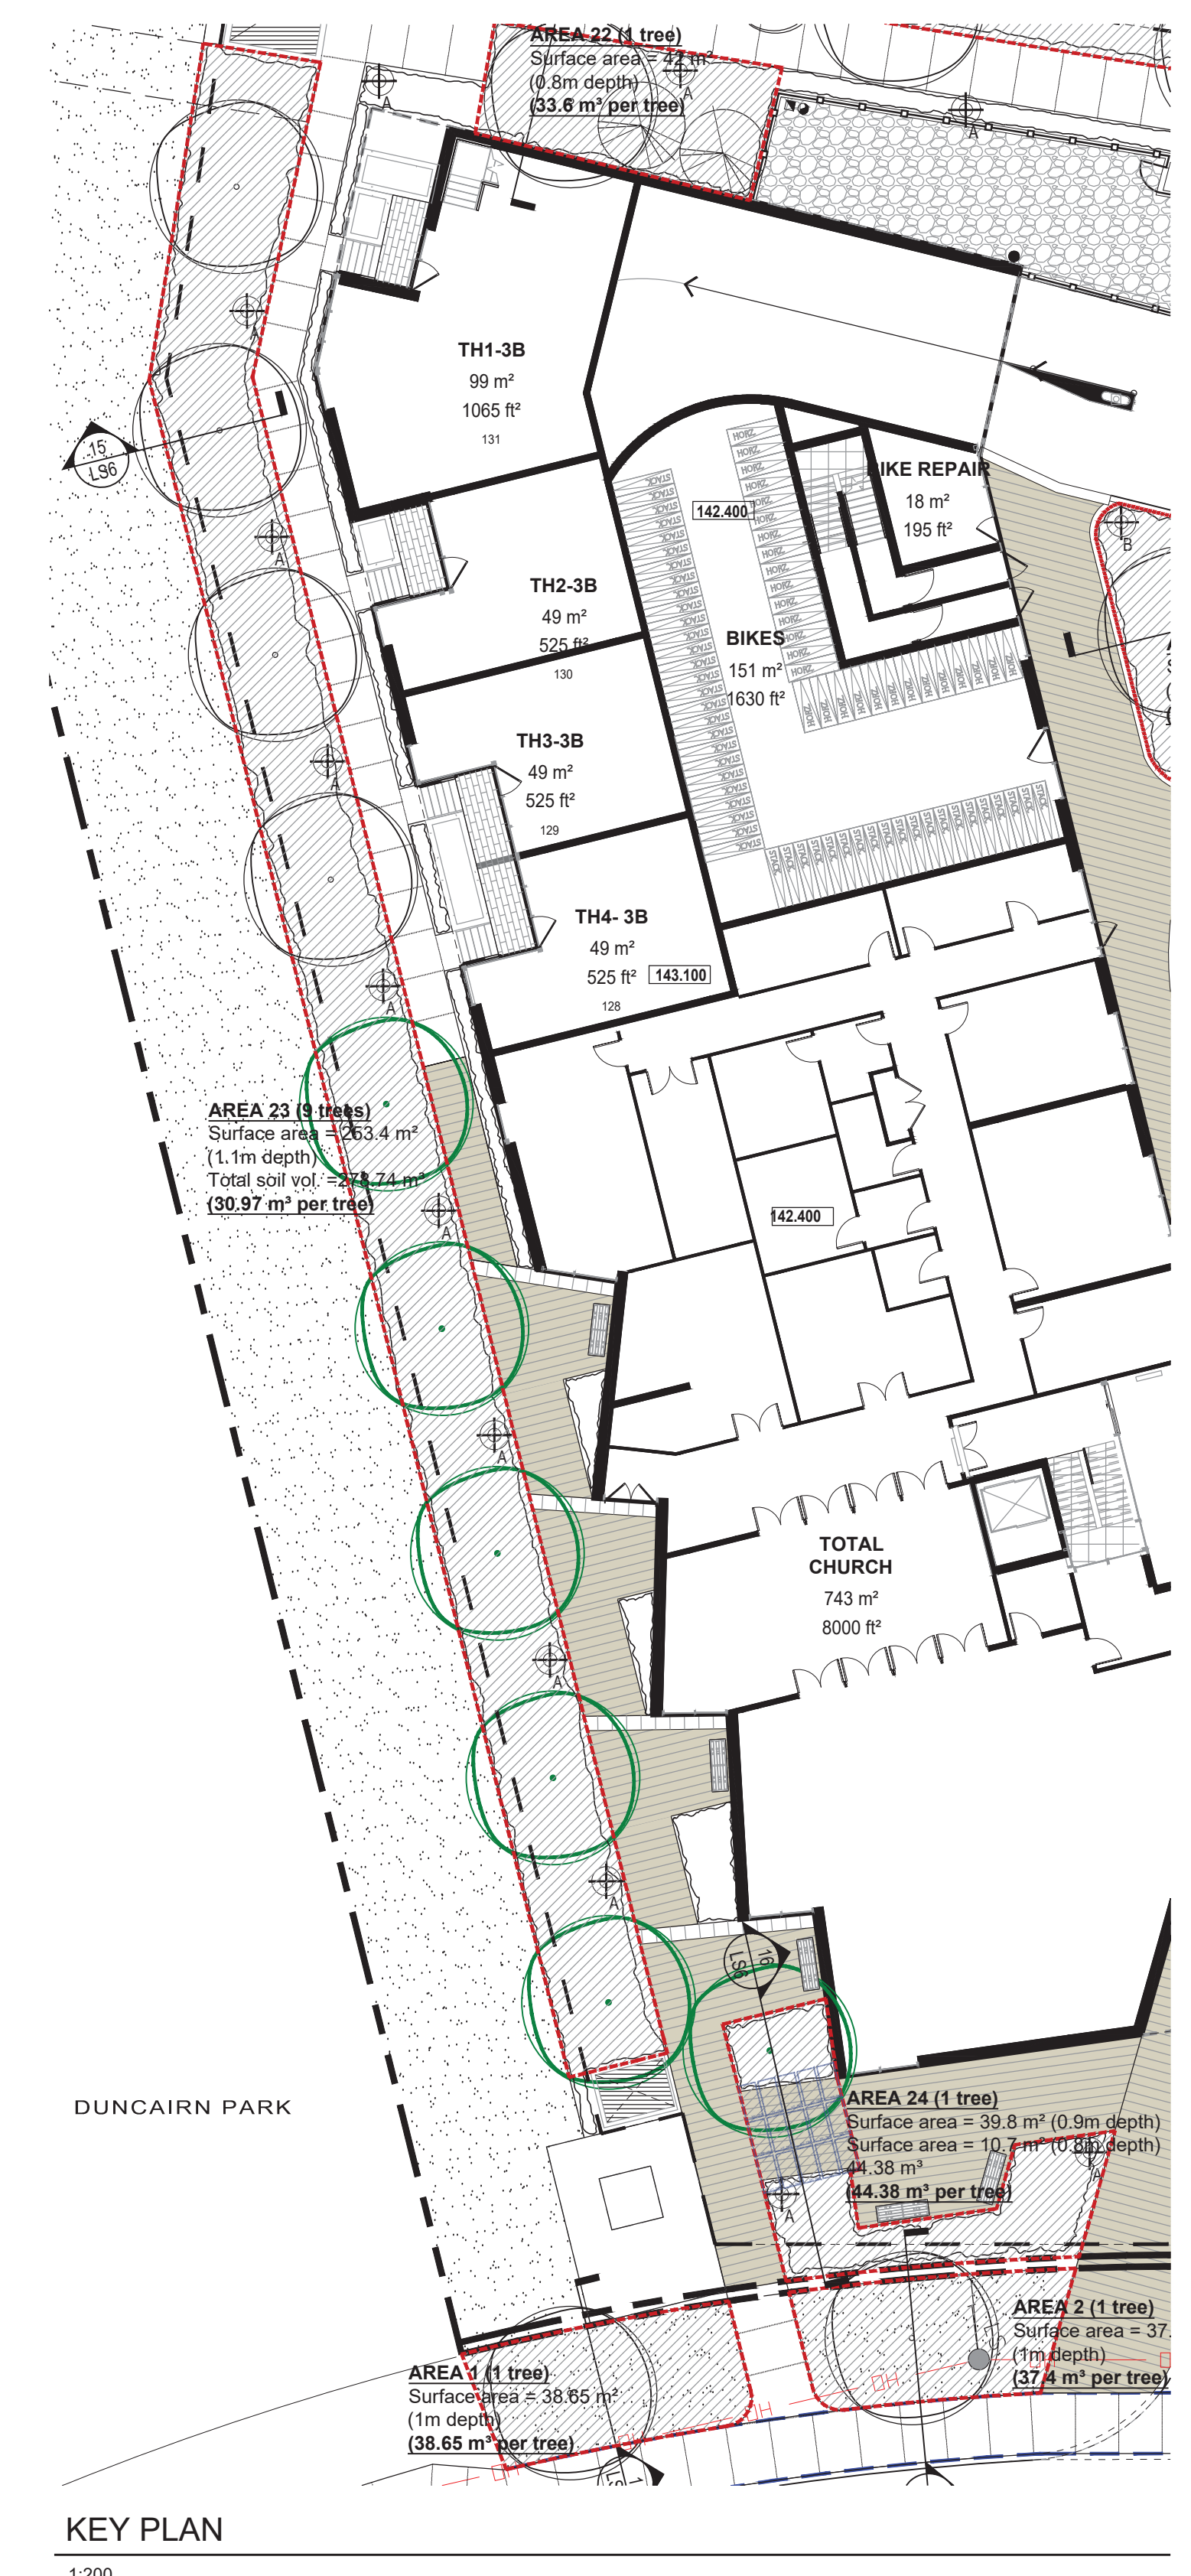 AREA 22 (1 tree)
Surface area = 42 m²
(0.8m depth)
(33.6 m³ per tree)
A
A
A
A
TH1-3B
99 m²
1065 ft²
131
15
LS6
BIKE REPAIR
18 m²
195 ft²
142.400
B
A
TH2-3B
49 m²
525 ft²
130
BIKES
151 m²
1630 ft²
STACK
HORIZ
TH3-3B
49 m²
525 ft²
129
A
TH4- 3B
49 m²
525 ft²
143.100
128
A
AREA 23 (9 trees)
Surface area = 253.4 m²
(1.1m depth)
Total soil vol. =278.74 m³
(30.97 m³ per tree)
A
142.400
A
TOTAL
CHURCH
743 m²
8000 ft²
A
A
16
LS6
DUNCAIRN PARK
AREA 24 (1 tree)
Surface area = 39.8 m² (0.9m depth)
Surface area = 10.7 m² (0.8m depth)
44.38 m³
(44.38 m³ per tree)
A
A
AREA 2 (1 tree)
Surface area = 37.
(1m depth)
(37.4 m³ per tree)
AREA 1 (1 tree)
Surface area = 38.65 m²
(1m depth)
(38.65 m³ per tree)
KEY PLAN
1:200